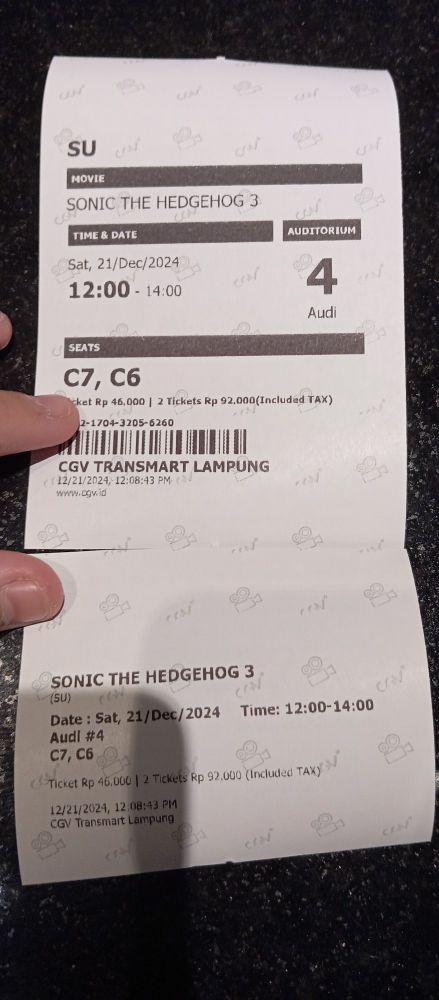 SU
MOVIE
SONIC THE HEDGEHOG 3
TIME & DATE
AUDITORIUM
Sat, 21/Dec/2024
12:00 - 14:00
4
Audi
SEATS
C7, C6
cket Rp 46,000 | 2 Tickets Rp 92,000(Included TAX)
2-1704-3205-6260
CGV TRANSMART LAMPUNG
12/21/2024, 12:08:43 PM
www.cgv.id
SONIC THE HEDGEHOG 3
(SU)
Date : Sat, 21/Dec/2024 Time: 12:00-14:00
Audi #4
C7, C6
Ticket Rp 46,000 | 2 Tickets Rp 92,000 (Included TAX)
12/21/2024, 12:08:43 PM
CGV Transmart Lampung